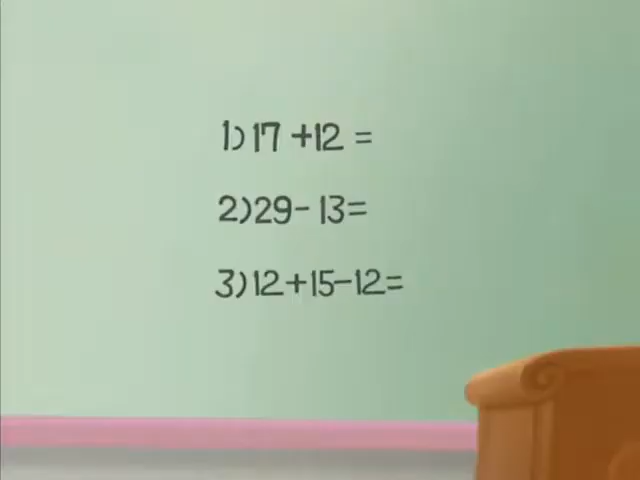 1) 17 +12 =
2) 29- 13=
3) 12+15-12=